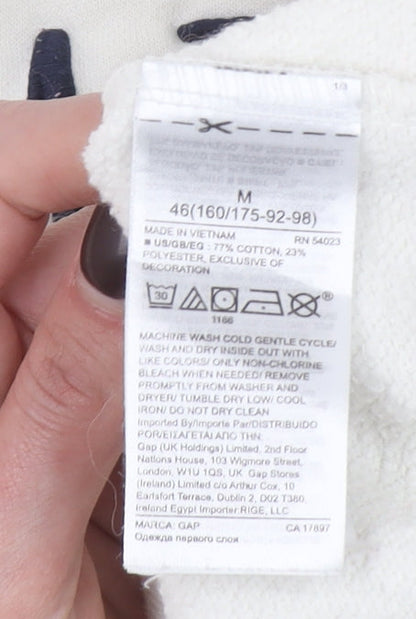 1/3
M
46(160/175-92-98)
MADE IN VIETNAM RN 54023
■ US/GB/EG : 77% COTTON, 23%
POLYESTER, EXCLUSIVE OF
DECORATION
30
1166
MACHINE WASH COLD GENTLE CYCLE/
WASH AND DRY INSIDE OUT WITH
LIKE COLORS/ ONLY NON-CHLORINE
BLEACH WHEN NEEDED/ REMOVE
PROMPTLY FROM WASHER AND
DRYER/ TUMBLE DRY LOW/ COOL
IRON/ DO NOT DRY CLEAN
Imported By/Importe Par/DISTRIBUIDO
POR/ΕΙΣΑΓΕΤΑΙ ΑΠΟ ΤΗΝ:
Gap (UK Holdings) Limited, 2nd Floor
Nations House, 103 Wigmore Street,
London, W1U 1QS, UK Gap Stores
(Ireland) Limited c/o Arthur Cox, 10
Earlsfort Terrace, Dublin 2, D02 T380,
Ireland Egypt Importer:RIGE, LLC
MARCA: GAP CA 17897
Одежда первого слоя